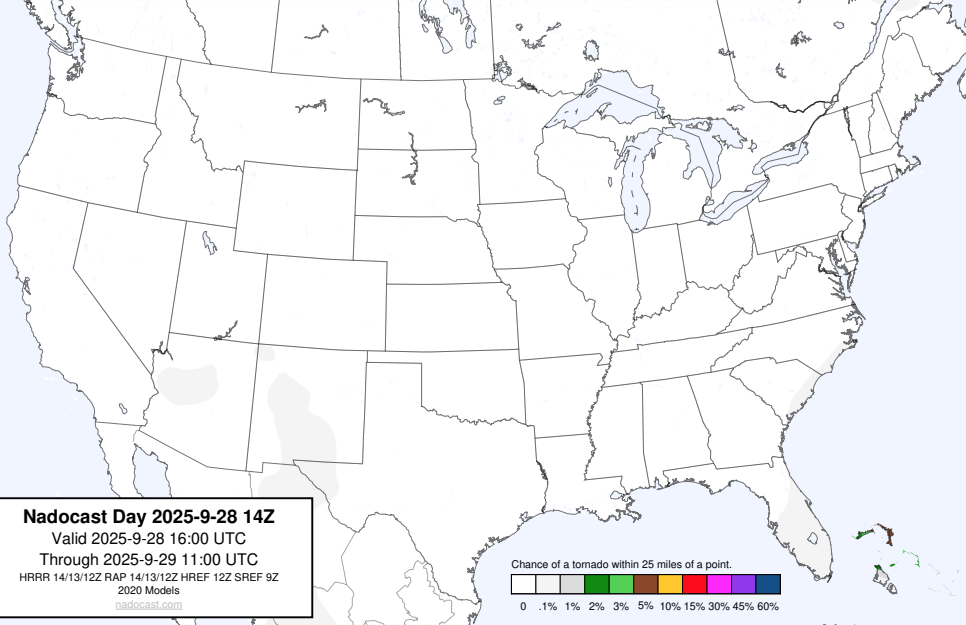 Nadocast Day 2025-9-28 14Z
Valid 2025-9-28 16:00 UTC
Through 2025-9-29 11:00 UTC
HRRR 14/13/12Z RAP 14/13/12Z HREF 12Z SREF 9Z
2020 Models
nadocast.com
Chance of a tornado within 25 miles of a point.
0 .1% 1% 2% 3% 5% 10% 15% 30% 45% 60%